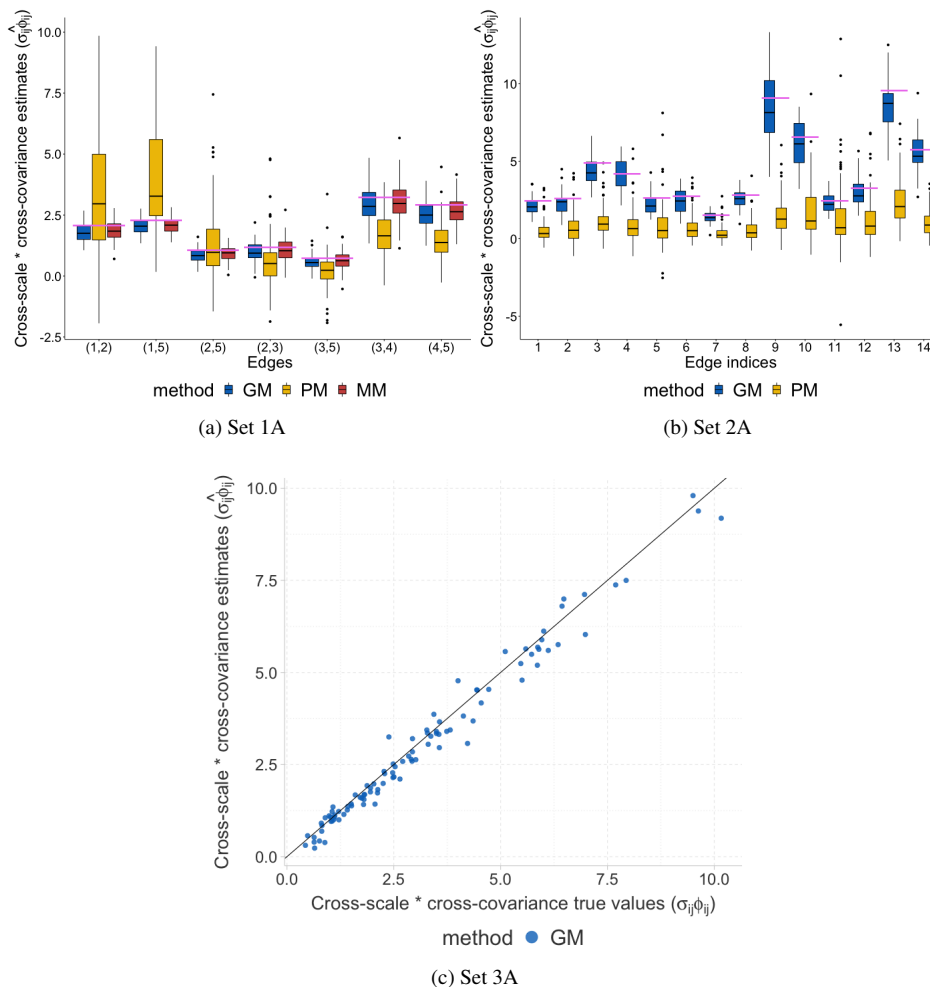 Cross-scale * cross-covariance estimates (σ̂ᵢⱼϕᵢⱼ)
10.0
7.5
5.0
2.5
0.0
-2.5
(1,2) (1,5) (2,5) (2,3) (3,5) (3,4) (4,5)
Edges
method GM PM MM
(a) Set 1A
Cross-scale * cross-covariance estimates (σ̂ᵢⱼϕᵢⱼ)
10
5
0
-5
1 2 3 4 5 6 7 8 9 10 11 12 13 14
Edge indices
method GM PM
(b) Set 2A
Cross-scale * cross-covariance estimates (σ̂ᵢⱼϕᵢⱼ)
10.0
7.5
5.0
2.5
0.0
0.0 2.5 5.0 7.5 10.0
Cross-scale * cross-covariance true values (σᵢⱼϕᵢⱼ)
method GM
(c) Set 3A